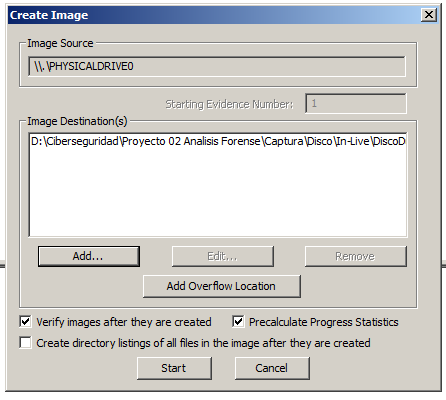 Create Image
Image Source
\\.\PHYSICALDRIVE0
Starting Evidence Number: 1
Image Destination(s)
D:\Ciberseguridad\Proyecto 02 Analisis Forense\Captura\Disco\In-Live\DiscoD
Add... Edit... Remove
Add Overflow Location
Verify images after they are created Precalculate Progress Statistics
Create directory listings of all files in the image after they are created
Start Cancel